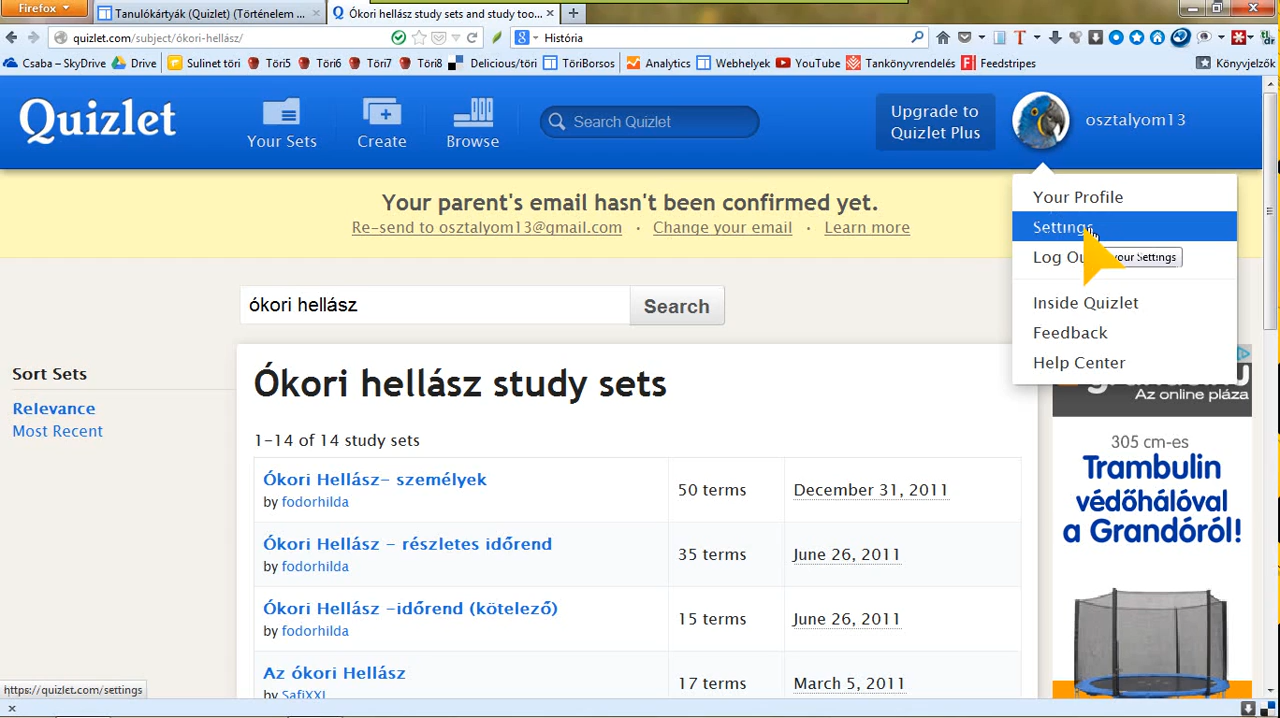 Firefox
Tanulókártyák (Quizlet) (Történelem ...
Ókori hellász study sets and study too...
quizlet.com/subject/ókori-hellász/
História
Csaba – SkyDrive
Drive
Sulinet töri
Töri5
Töri6
Töri7
Töri8
Delicious/töri
TöriBorsos
Analytics
Webhelyek
YouTube
Tankönyvrendelés
Feedstripes
Könyvjelzők
Quizlet
Your Sets
Create
Browse
Search Quizlet
Upgrade to
Quizlet Plus
osztalyom13
Your parent's email hasn't been confirmed yet.
Re-send to osztalyom13@gmail.com · Change your email · Learn more
Your Profile
Settings
Log Ou
your Settings
Inside Quizlet
Feedback
Help Center
ókori hellász
Search
Sort Sets
Relevance
Most Recent
Ókori hellász study sets
1–14 of 14 study sets
Ókori Hellász– személyek
by fodorhilda
50 terms
December 31, 2011
Ókori Hellász – részletes időrend
by fodorhilda
35 terms
June 26, 2011
Ókori Hellász –időrend (kötelező)
by fodorhilda
15 terms
June 26, 2011
Az ókori Hellász
by SafiXXL
17 terms
March 5, 2011
Az online pláza
305 cm-es
Trambulin
védőhálóval
a Grandóról!
https://quizlet.com/settings